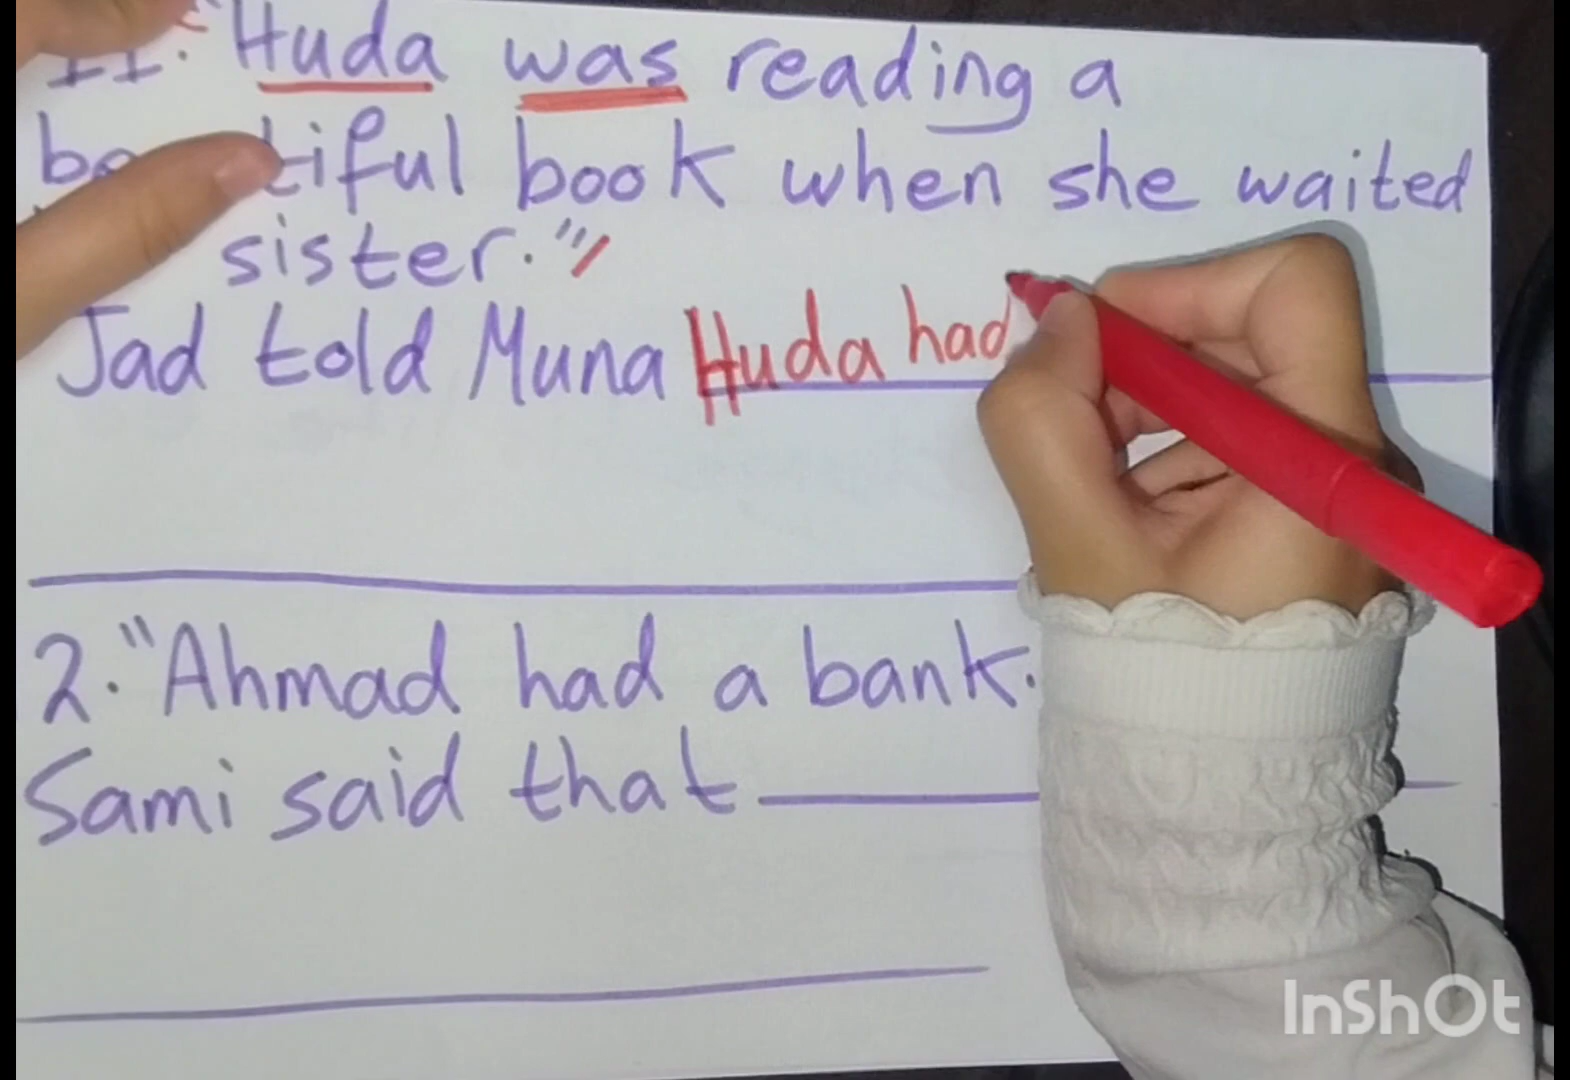 11. "Huda was reading a
book when she waited
sister."
Jad told Muna Huda had
2. "Ahmad had a bank.
Sami said that
InShOt